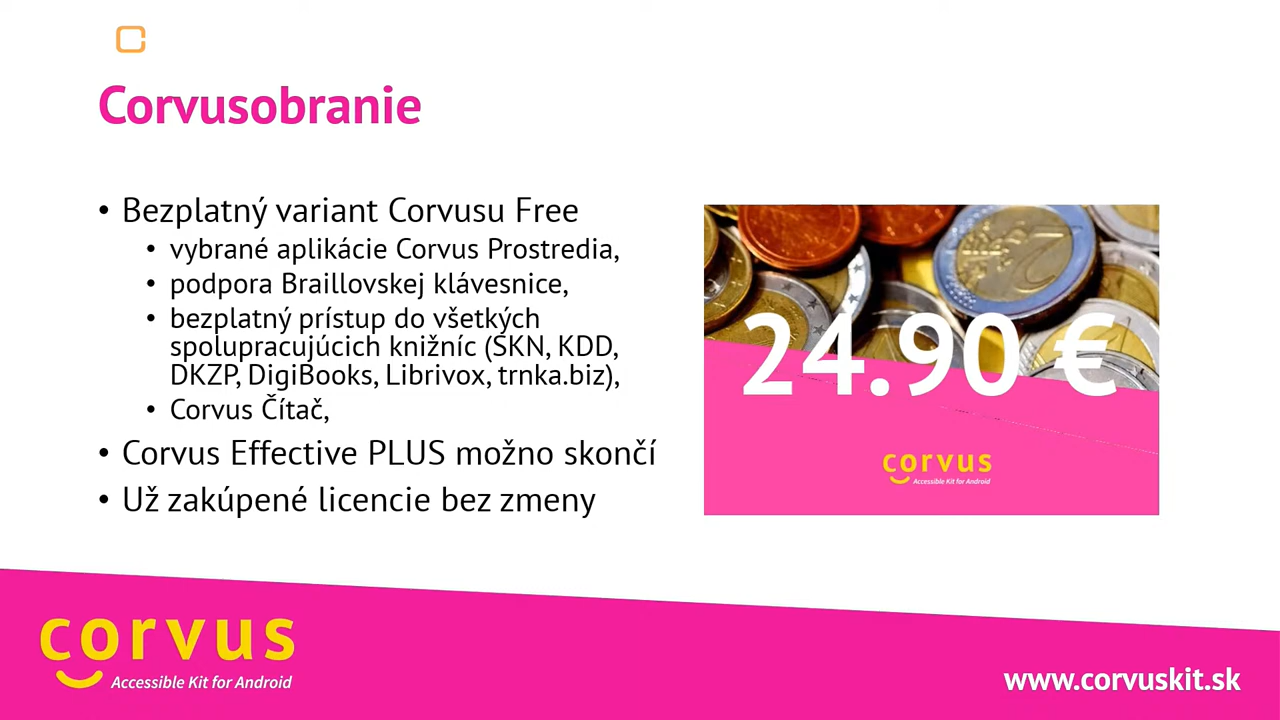 Corvusobranie
• Bezplatný variant Corvusu Free
• vybrané aplikácie Corvus Prostredia,
• podpora Braillovskej klávesnice,
• bezplatný prístup do všetkých
spolupracujúcich knižníc (SKN, KDD,
DKZP, DigiBooks, Librivox, trnka.biz),
• Corvus Čítač,
• Corvus Effective PLUS možno skončí
• Už zakúpené licencie bez zmeny
24.90 €
corvus
Accessible Kit for Android
corvus
Accessible Kit for Android
www.corvuskit.sk